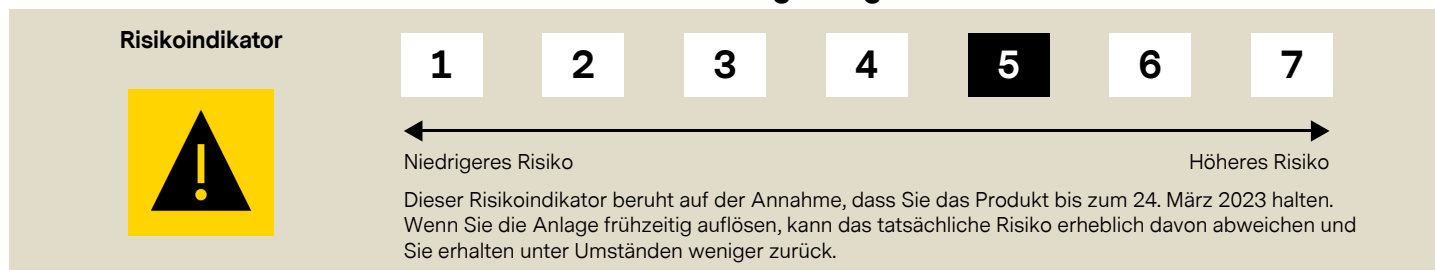 Risikoindikator
1 2 3 4 5 6 7
Niedrigeres Risiko Höheres Risiko
Dieser Risikoindikator beruht auf der Annahme, dass Sie das Produkt bis zum 24. März 2023 halten.
Wenn Sie die Anlage frühzeitig auflösen, kann das tatsächliche Risiko erheblich davon abweichen und
Sie erhalten unter Umständen weniger zurück.